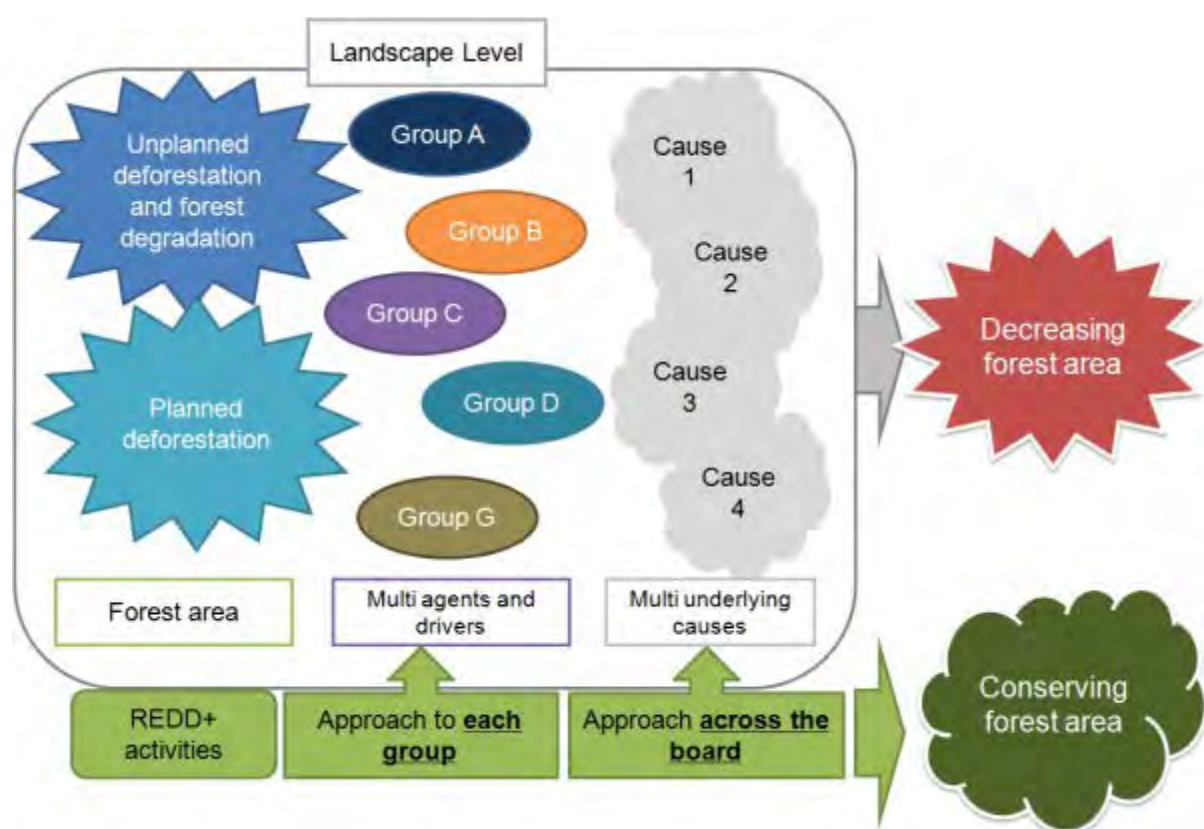 Landscape Level
Unplanned
deforestation
and forest
degradation
Planned
deforestation
Group A
Group B
Group C
Group D
Group G
Cause
1
Cause
2
Cause
3
Cause
4
Decreasing
forest area
Forest area
Multi agents and
drivers
Multi underlying
causes
REDD+
activities
Approach to each
group
Approach across the
board
Conserving
forest area